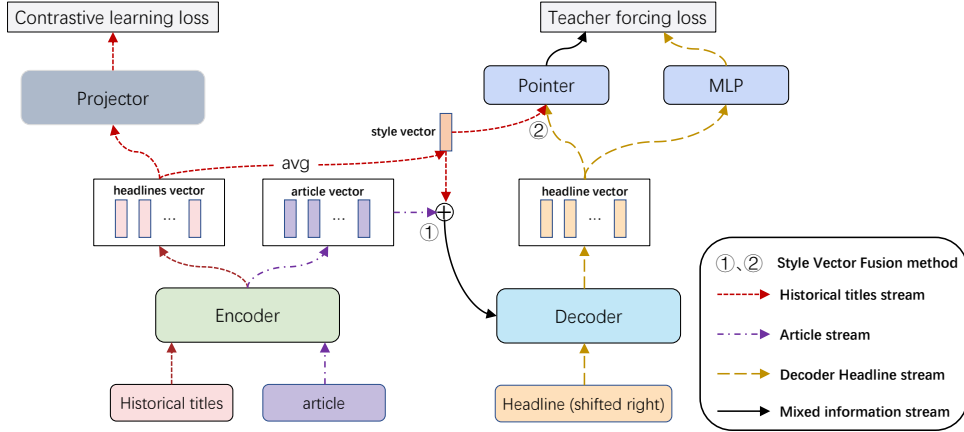 Contrastive learning loss
Teacher forcing loss
Projector
Pointer
MLP
style vector
②
avg
headlines vector
...
article vector
...
①
headline vector
...
Encoder
Decoder
Historical titles
article
Headline (shifted right)
①、② Style Vector Fusion method
Historical titles stream
Article stream
Decoder Headline stream
Mixed information stream